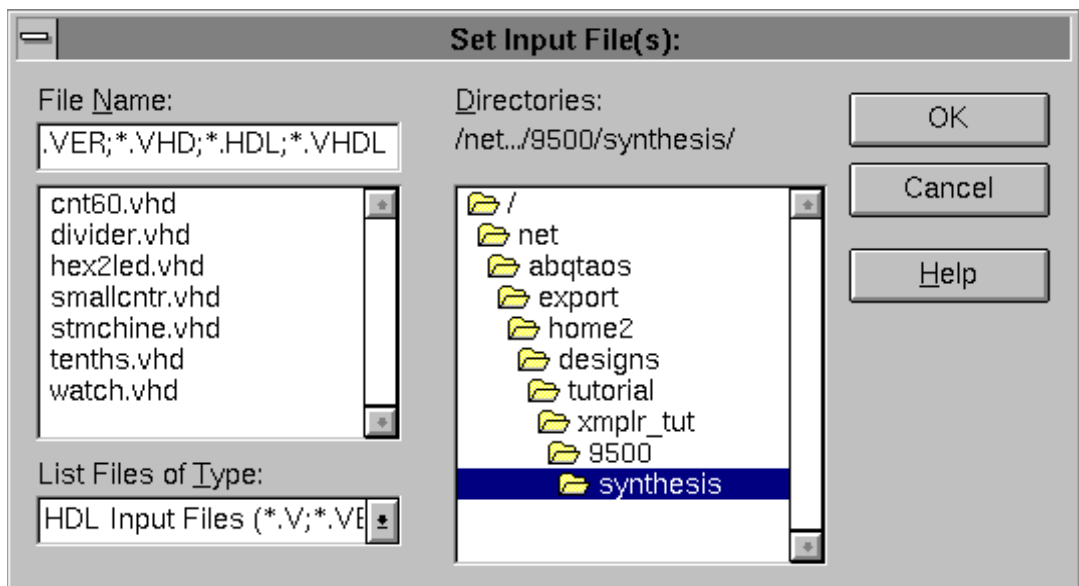 Set Input File(s):
File Name:
.VER;*.VHD;*.HDL;*.VHDL
cnt60.vhd
divider.vhd
hex2led.vhd
smallcntr.vhd
stmchine.vhd
tenths.vhd
watch.vhd
List Files of Type:
HDL Input Files (*.V;*.VE
Directories:
/net.../9500/synthesis/
/
net
abqtaos
export
home2
designs
tutorial
xmplr_tut
9500
synthesis
OK
Cancel
Help